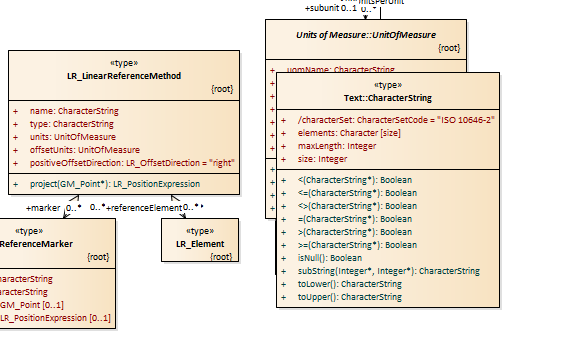 +subunit 0..1 0..*
Units of Measure::UnitOfMeasure
{root}
+ uomName: CharacterString
+
+
+
+
+
+
+
+
+
+
+
«type»
LR_LinearReferenceMethod
{root}
+ name: CharacterString
+ type: CharacterString
+ units: UnitOfMeasure
+ offsetUnits: UnitOfMeasure
+ positiveOffsetDirection: LR_OffsetDirection = "right"
+ project(GM_Point*): LR_PositionExpression
«type»
Text::CharacterString
+ /characterSet: CharacterSetCode = "ISO 10646-2"
+ elements: Character [size]
+ maxLength: Integer
+ size: Integer
+ <(CharacterString*): Boolean
+ <=(CharacterString*): Boolean
+ <>(CharacterString*): Boolean
+ =(CharacterString*): Boolean
+ >(CharacterString*): Boolean
+ >=(CharacterString*): Boolean
+ isNull(): Boolean
+ subString(Integer*, Integer*): CharacterString
+ toLower(): CharacterString
+ toUpper(): CharacterString
+marker 0..* 0..* +referenceElement 0..*
«type»
ReferenceMarker
{root}
haracterString
aracterString
GM_Point [0..1]
LR_PositionExpression [0..1]
«type»
LR_Element
{root}